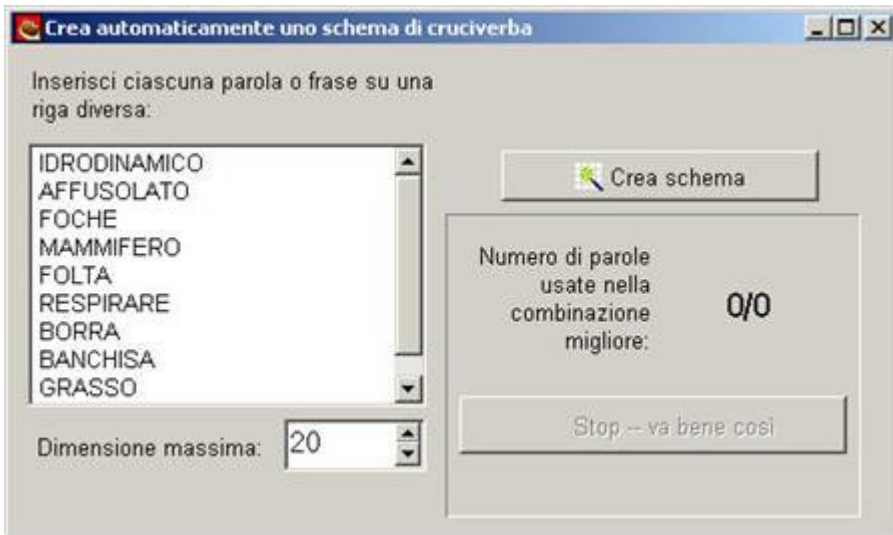 Crea automaticamente uno schema di cruciverba
Inserisci ciascuna parola o frase su una
riga diversa:
IDRODINAMICO
AFFUSOLATO
FOCHE
MAMMIFERO
FOLTA
RESPIRARE
BORRA
BANCHISA
GRASSO
Dimensione massima: 20
Crea schema
Numero di parole
usate nella
combinazione
migliore:
0/0
Stop -- va bene così